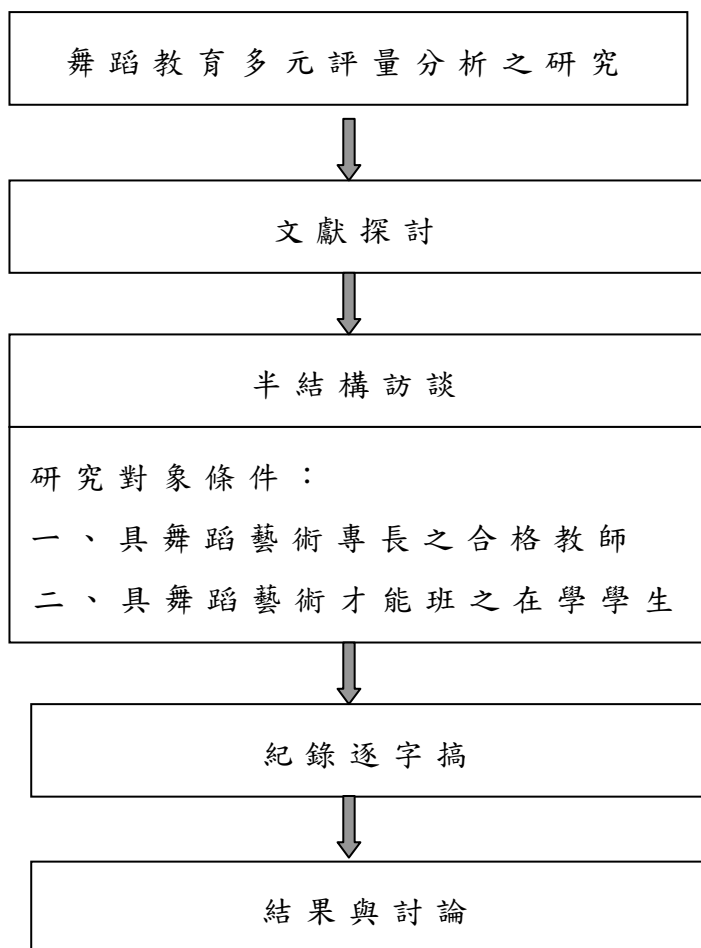 舞蹈教育多元評量分析之研究
文獻探討
半結構訪談
研究對象條件：
一、具舞蹈藝術專長之合格教師
二、具舞蹈藝術才能班之在學學生
紀錄逐字搞
結果與討論